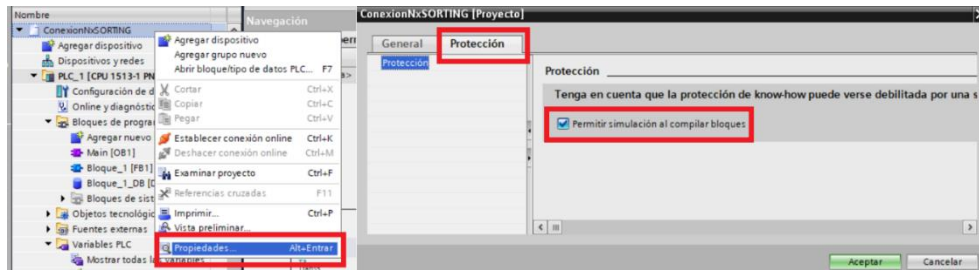 Nombre
ConexionNxSORTING
Agregar dispositivo
Dispositivos y redes
PLC_1 [CPU 1513-1 PN
Configuración de d
Online y diagnóstic
Bloques de progra
Agregar nuevo
Main [OB1]
Bloque_1 [FB1]
Bloque_1_DB [D
Bloques de sist
Objetos tecnológic
Fuentes externas
Variables PLC
Mostrar todas las variables
Navegación
Agregar dispositivo
Agregar grupo nuevo
Abrir bloque/tipo de datos PLC... F7
Cortar Ctrl+X
Copiar Ctrl+C
Pegar Ctrl+V
Establecer conexión online Ctrl+K
Deshacer conexión online Ctrl+M
Examinar proyecto Ctrl+F
Referencias cruzadas F11
Imprimir... Ctrl+P
Vista preliminar...
Propiedades... Alt+Entrar
ConexionNxSORTING [Proyecto]
General Protección
Protección
Protección
Tenga en cuenta que la protección de know-how puede verse debilitada por una s
Permitir simulación al compilar bloques
Aceptar Cancelar